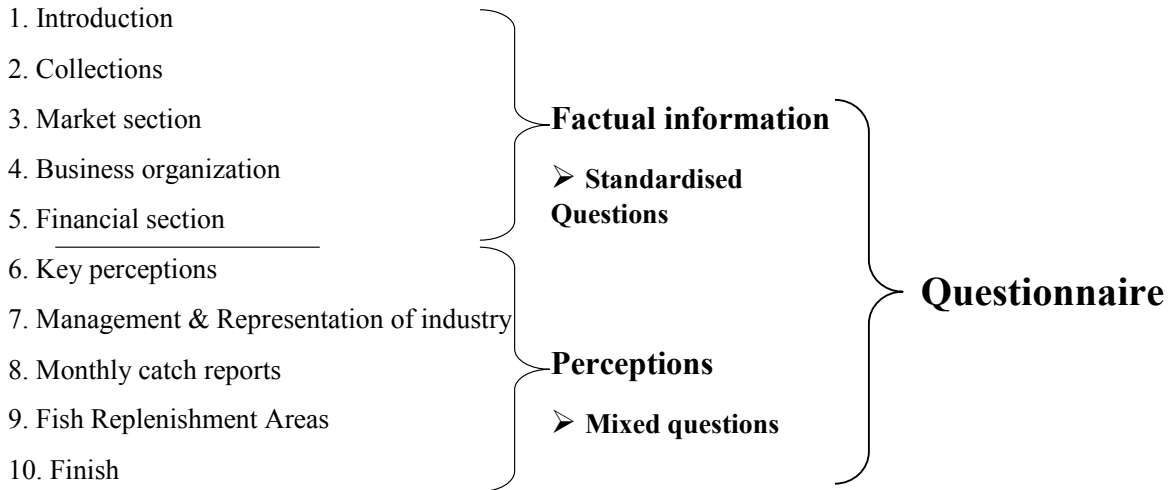 1. Introduction
2. Collections
3. Market section
4. Business organization
5. Financial section
6. Key perceptions
7. Management & Representation of industry
8. Monthly catch reports
9. Fish Replenishment Areas
10. Finish
Factual information
➢ Standardised
Questions
Perceptions
➢ Mixed questions
Questionnaire